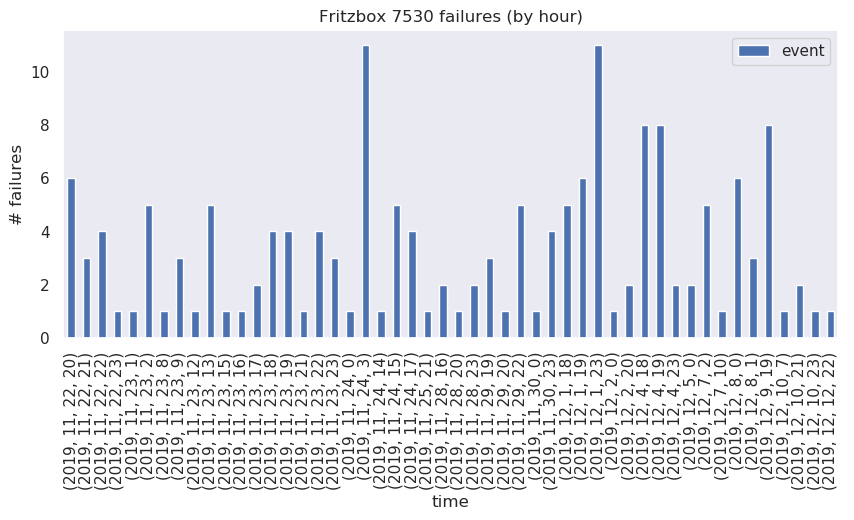 Fritzbox 7530 failures (by hour)
event
# failures
10
8
6
4
2
0
(2019, 11, 22, 20)
(2019, 11, 22, 21)
(2019, 11, 22, 22)
(2019, 11, 22, 23)
(2019, 11, 23, 1)
(2019, 11, 23, 2)
(2019, 11, 23, 8)
(2019, 11, 23, 9)
(2019, 11, 23, 12)
(2019, 11, 23, 13)
(2019, 11, 23, 15)
(2019, 11, 23, 16)
(2019, 11, 23, 17)
(2019, 11, 23, 18)
(2019, 11, 23, 19)
(2019, 11, 23, 21)
(2019, 11, 23, 22)
(2019, 11, 23, 23)
(2019, 11, 24, 0)
(2019, 11, 24, 3)
(2019, 11, 24, 14)
(2019, 11, 24, 15)
(2019, 11, 24, 17)
(2019, 11, 25, 21)
(2019, 11, 28, 16)
(2019, 11, 28, 20)
(2019, 11, 28, 23)
(2019, 11, 29, 19)
(2019, 11, 29, 20)
(2019, 11, 29, 22)
(2019, 11, 30, 0)
(2019, 11, 30, 23)
(2019, 12, 1, 18)
(2019, 12, 1, 19)
(2019, 12, 1, 23)
(2019, 12, 2, 0)
(2019, 12, 2, 20)
(2019, 12, 4, 18)
(2019, 12, 4, 19)
(2019, 12, 4, 23)
(2019, 12, 5, 0)
(2019, 12, 7, 2)
(2019, 12, 7, 10)
(2019, 12, 8, 0)
(2019, 12, 8, 1)
(2019, 12, 9, 19)
(2019, 12, 10, 7)
(2019, 12, 10, 21)
(2019, 12, 10, 23)
(2019, 12, 12, 22)
time